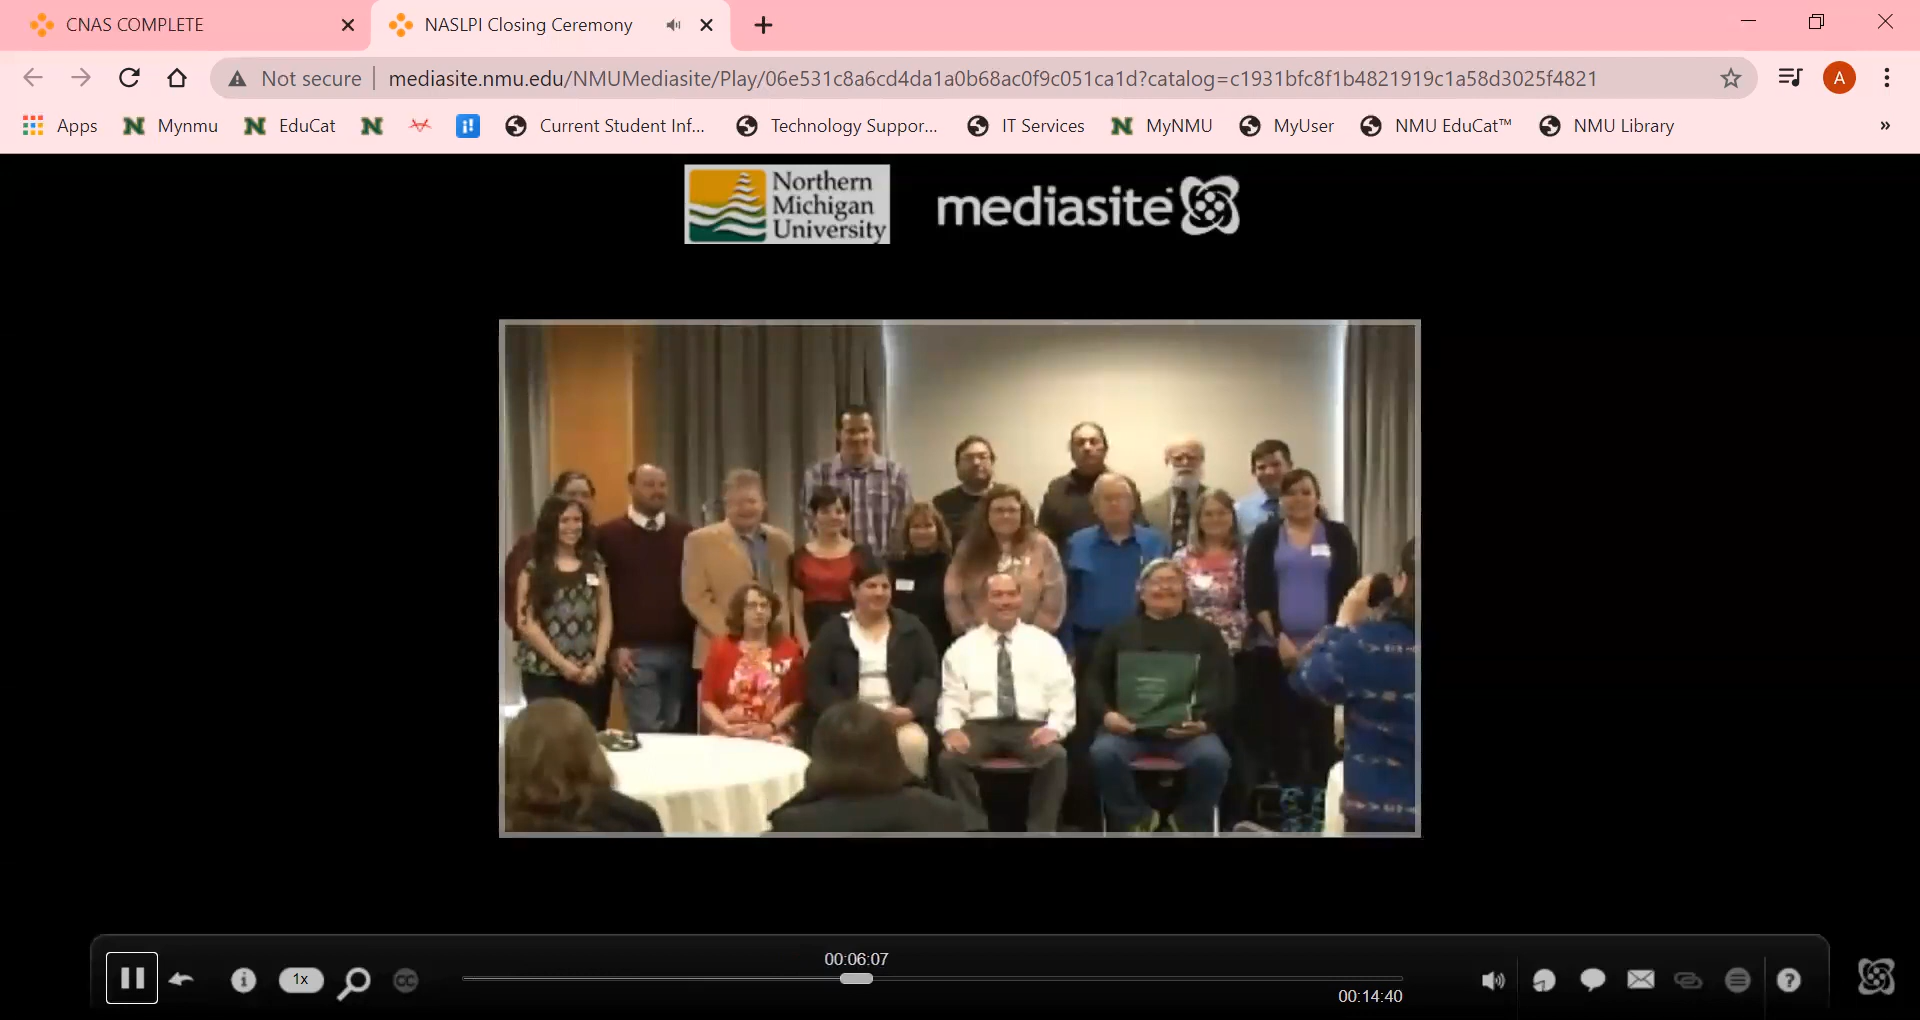 CNAS COMPLETE
NASLPI Closing Ceremony
Not secure
mediasite.nmu.edu/NMUMediasite/Play/06e531c8a6cd4da1a0b68ac0f9c051ca1d?catalog=c1931bfc8f1b4821919c1a58d3025f4821
A
Apps
Mynmu
EduCat
Current Student Inf...
Technology Suppor...
IT Services
MyNMU
MyUser
NMU EduCat™
NMU Library
»
Northern
Michigan
University
mediasite
00:06:07
1x
CC
00:14:40